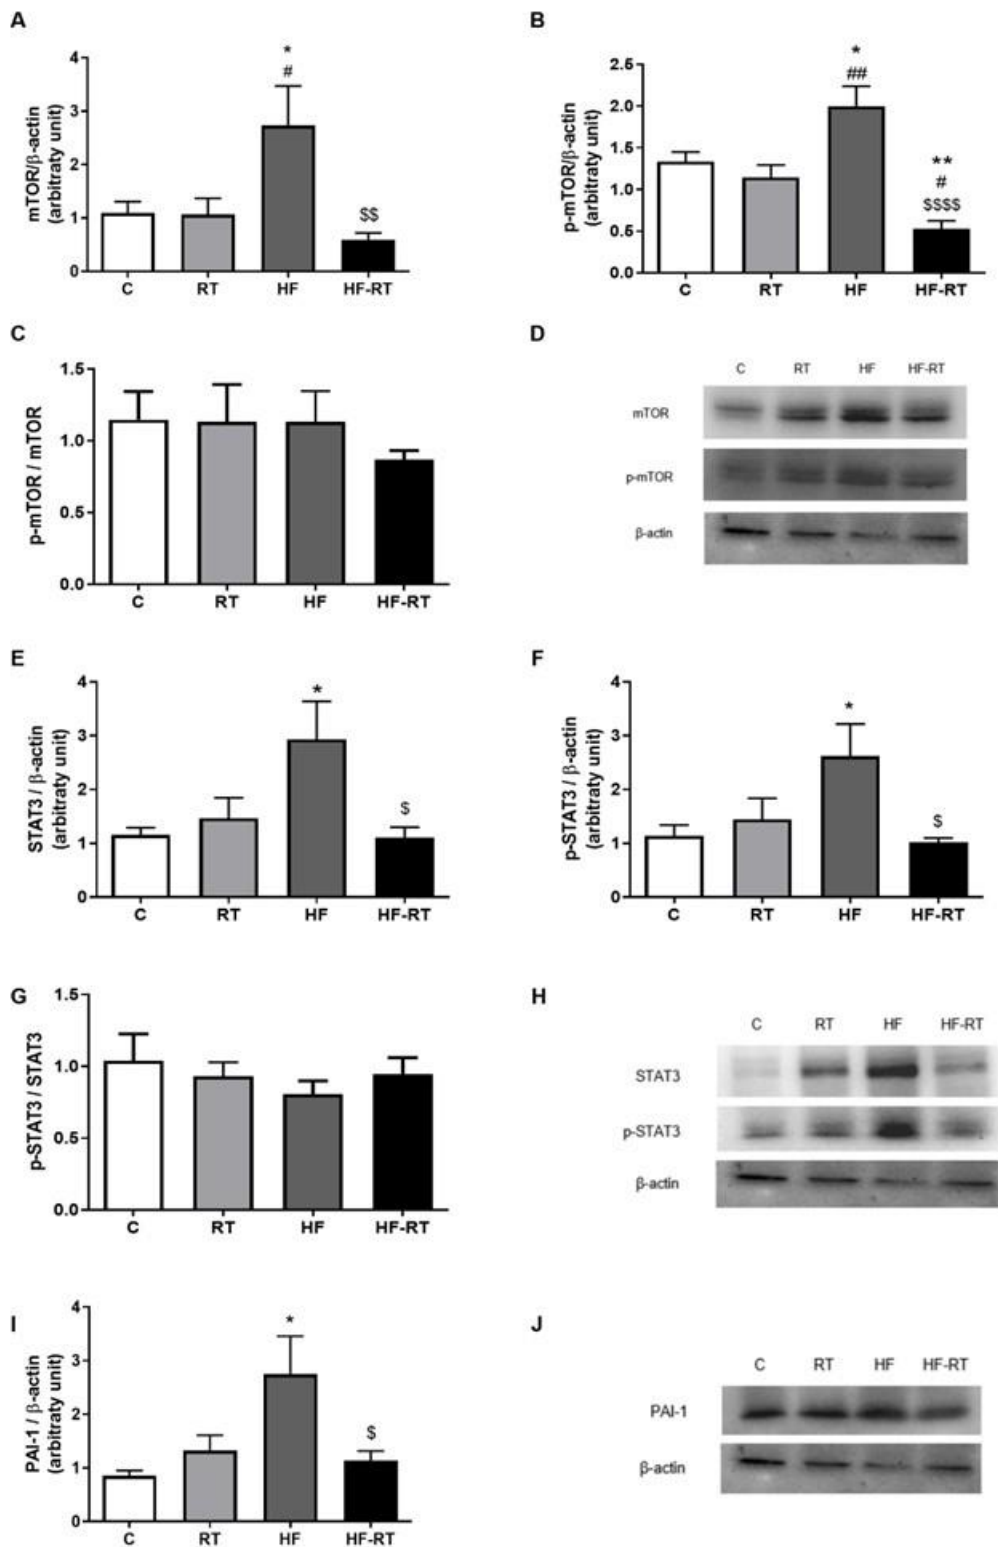 A
mTOR/β-actin
(arbitraty unit)
4
3
2
1
0
*
#
$$
C RT HF HF-RT
B
p-mTOR/β-actin
(arbitraty unit)
2.5
2.0
1.5
1.0
0.5
0.0
*
##
**
#
$$$$
C RT HF HF-RT
C
p-mTOR / mTOR
1.5
1.0
0.5
0.0
C RT HF HF-RT
D
C RT HF HF-RT
mTOR
p-mTOR
β-actin
E
STAT3 / β-actin
(arbitraty unit)
4
3
2
1
0
*
$
C RT HF HF-RT
F
p-STAT3 / β-actin
(arbitraty unit)
4
3
2
1
0
*
$
C RT HF HF-RT
G
p-STAT3 / STAT3
1.5
1.0
0.5
0.0
C RT HF HF-RT
H
C RT HF HF-RT
STAT3
p-STAT3
β-actin
I
PAI-1 / β-actin
(arbitraty unit)
4
3
2
1
0
*
$
C RT HF HF-RT
J
C RT HF HF-RT
PAI-1
β-actin